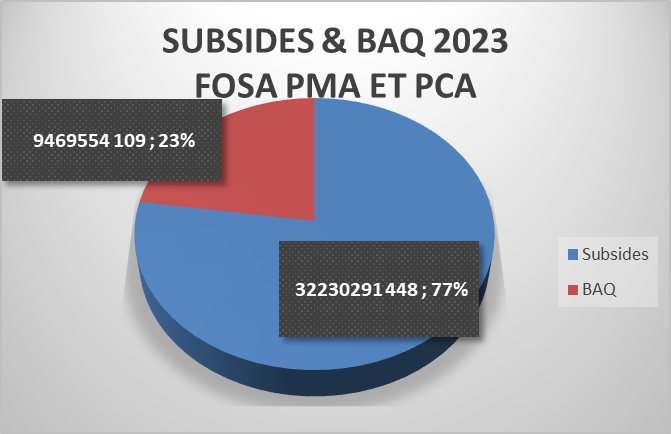 SUBSIDES & BAQ 2023
FOSA PMA ET PCA
9469554 109 ; 23%
32230291 448 ; 77%
Subsides
BAQ